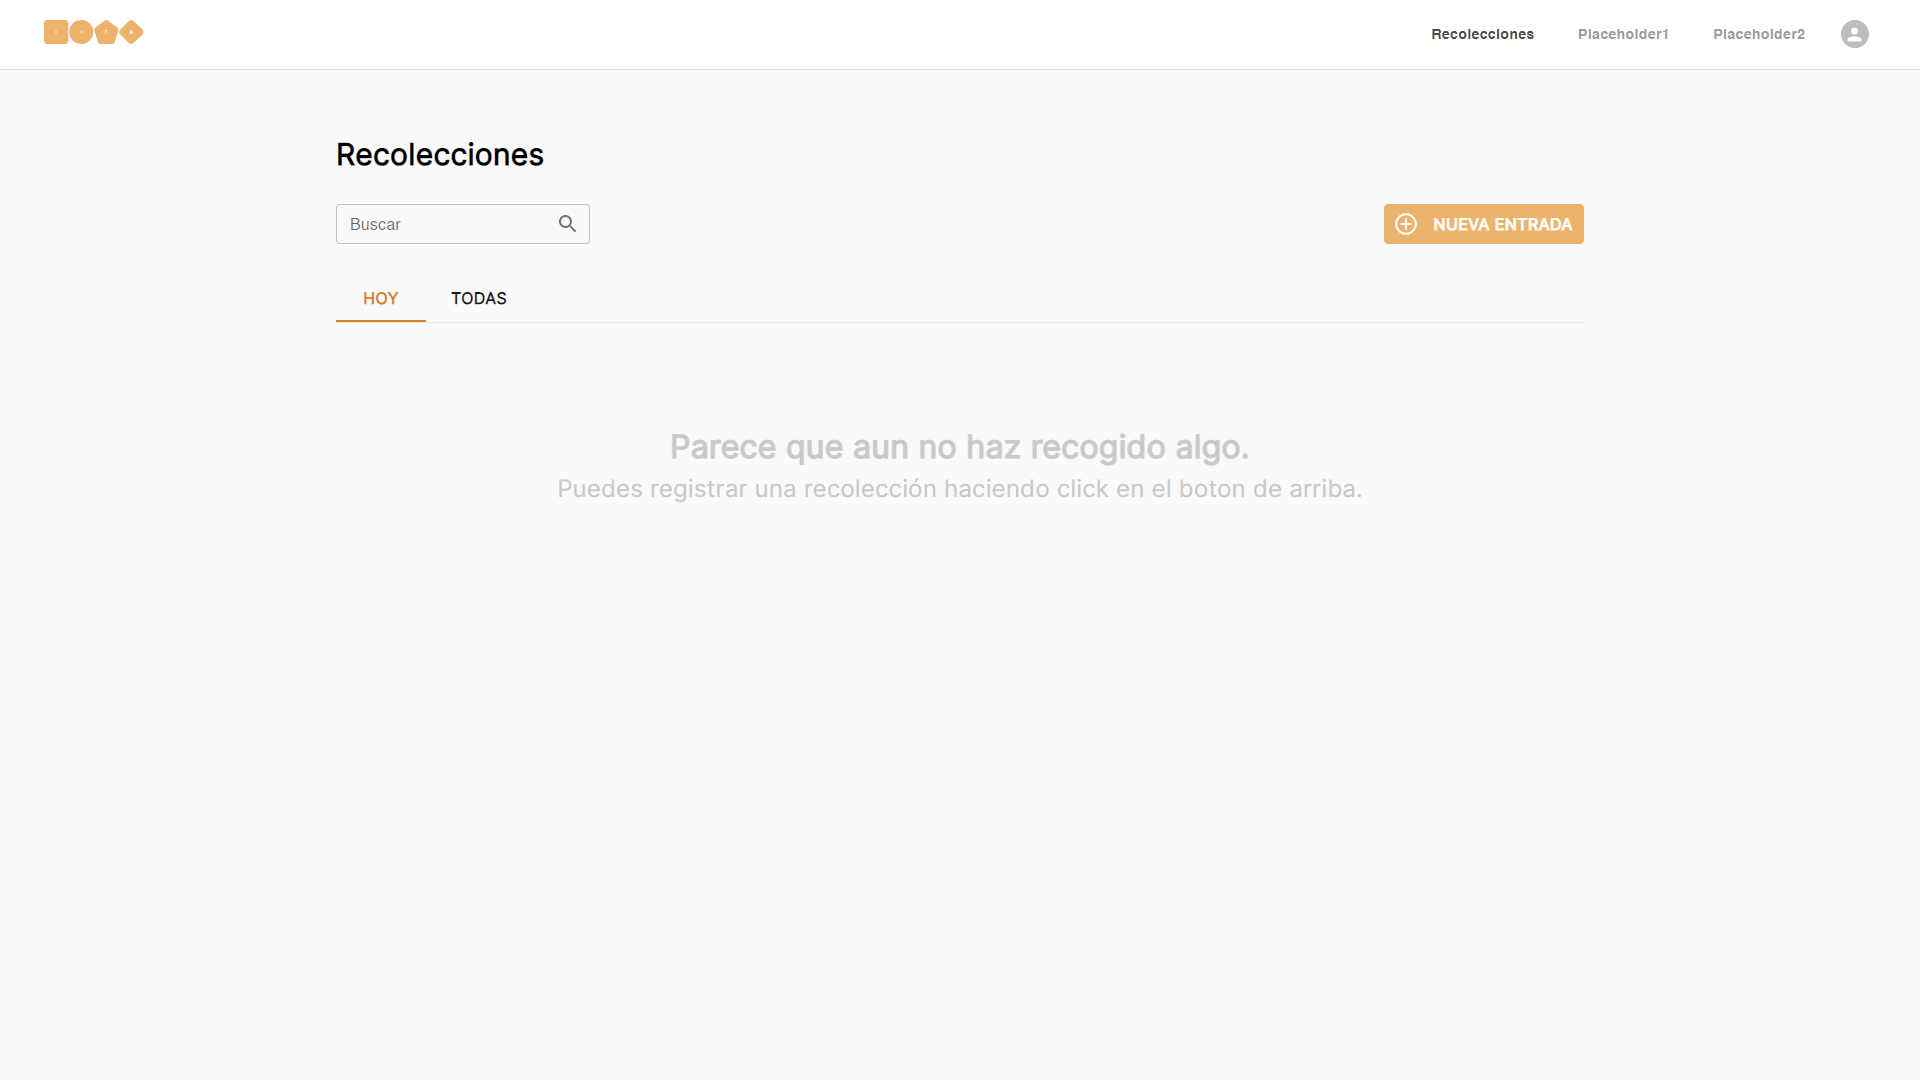 Recolecciones
Placeholder1
Placeholder2
Recolecciones
Buscar
NUEVA ENTRADA
HOY
TODAS
Parece que aun no haz recogido algo.
Puedes registrar una recolección haciendo click en el boton de arriba.